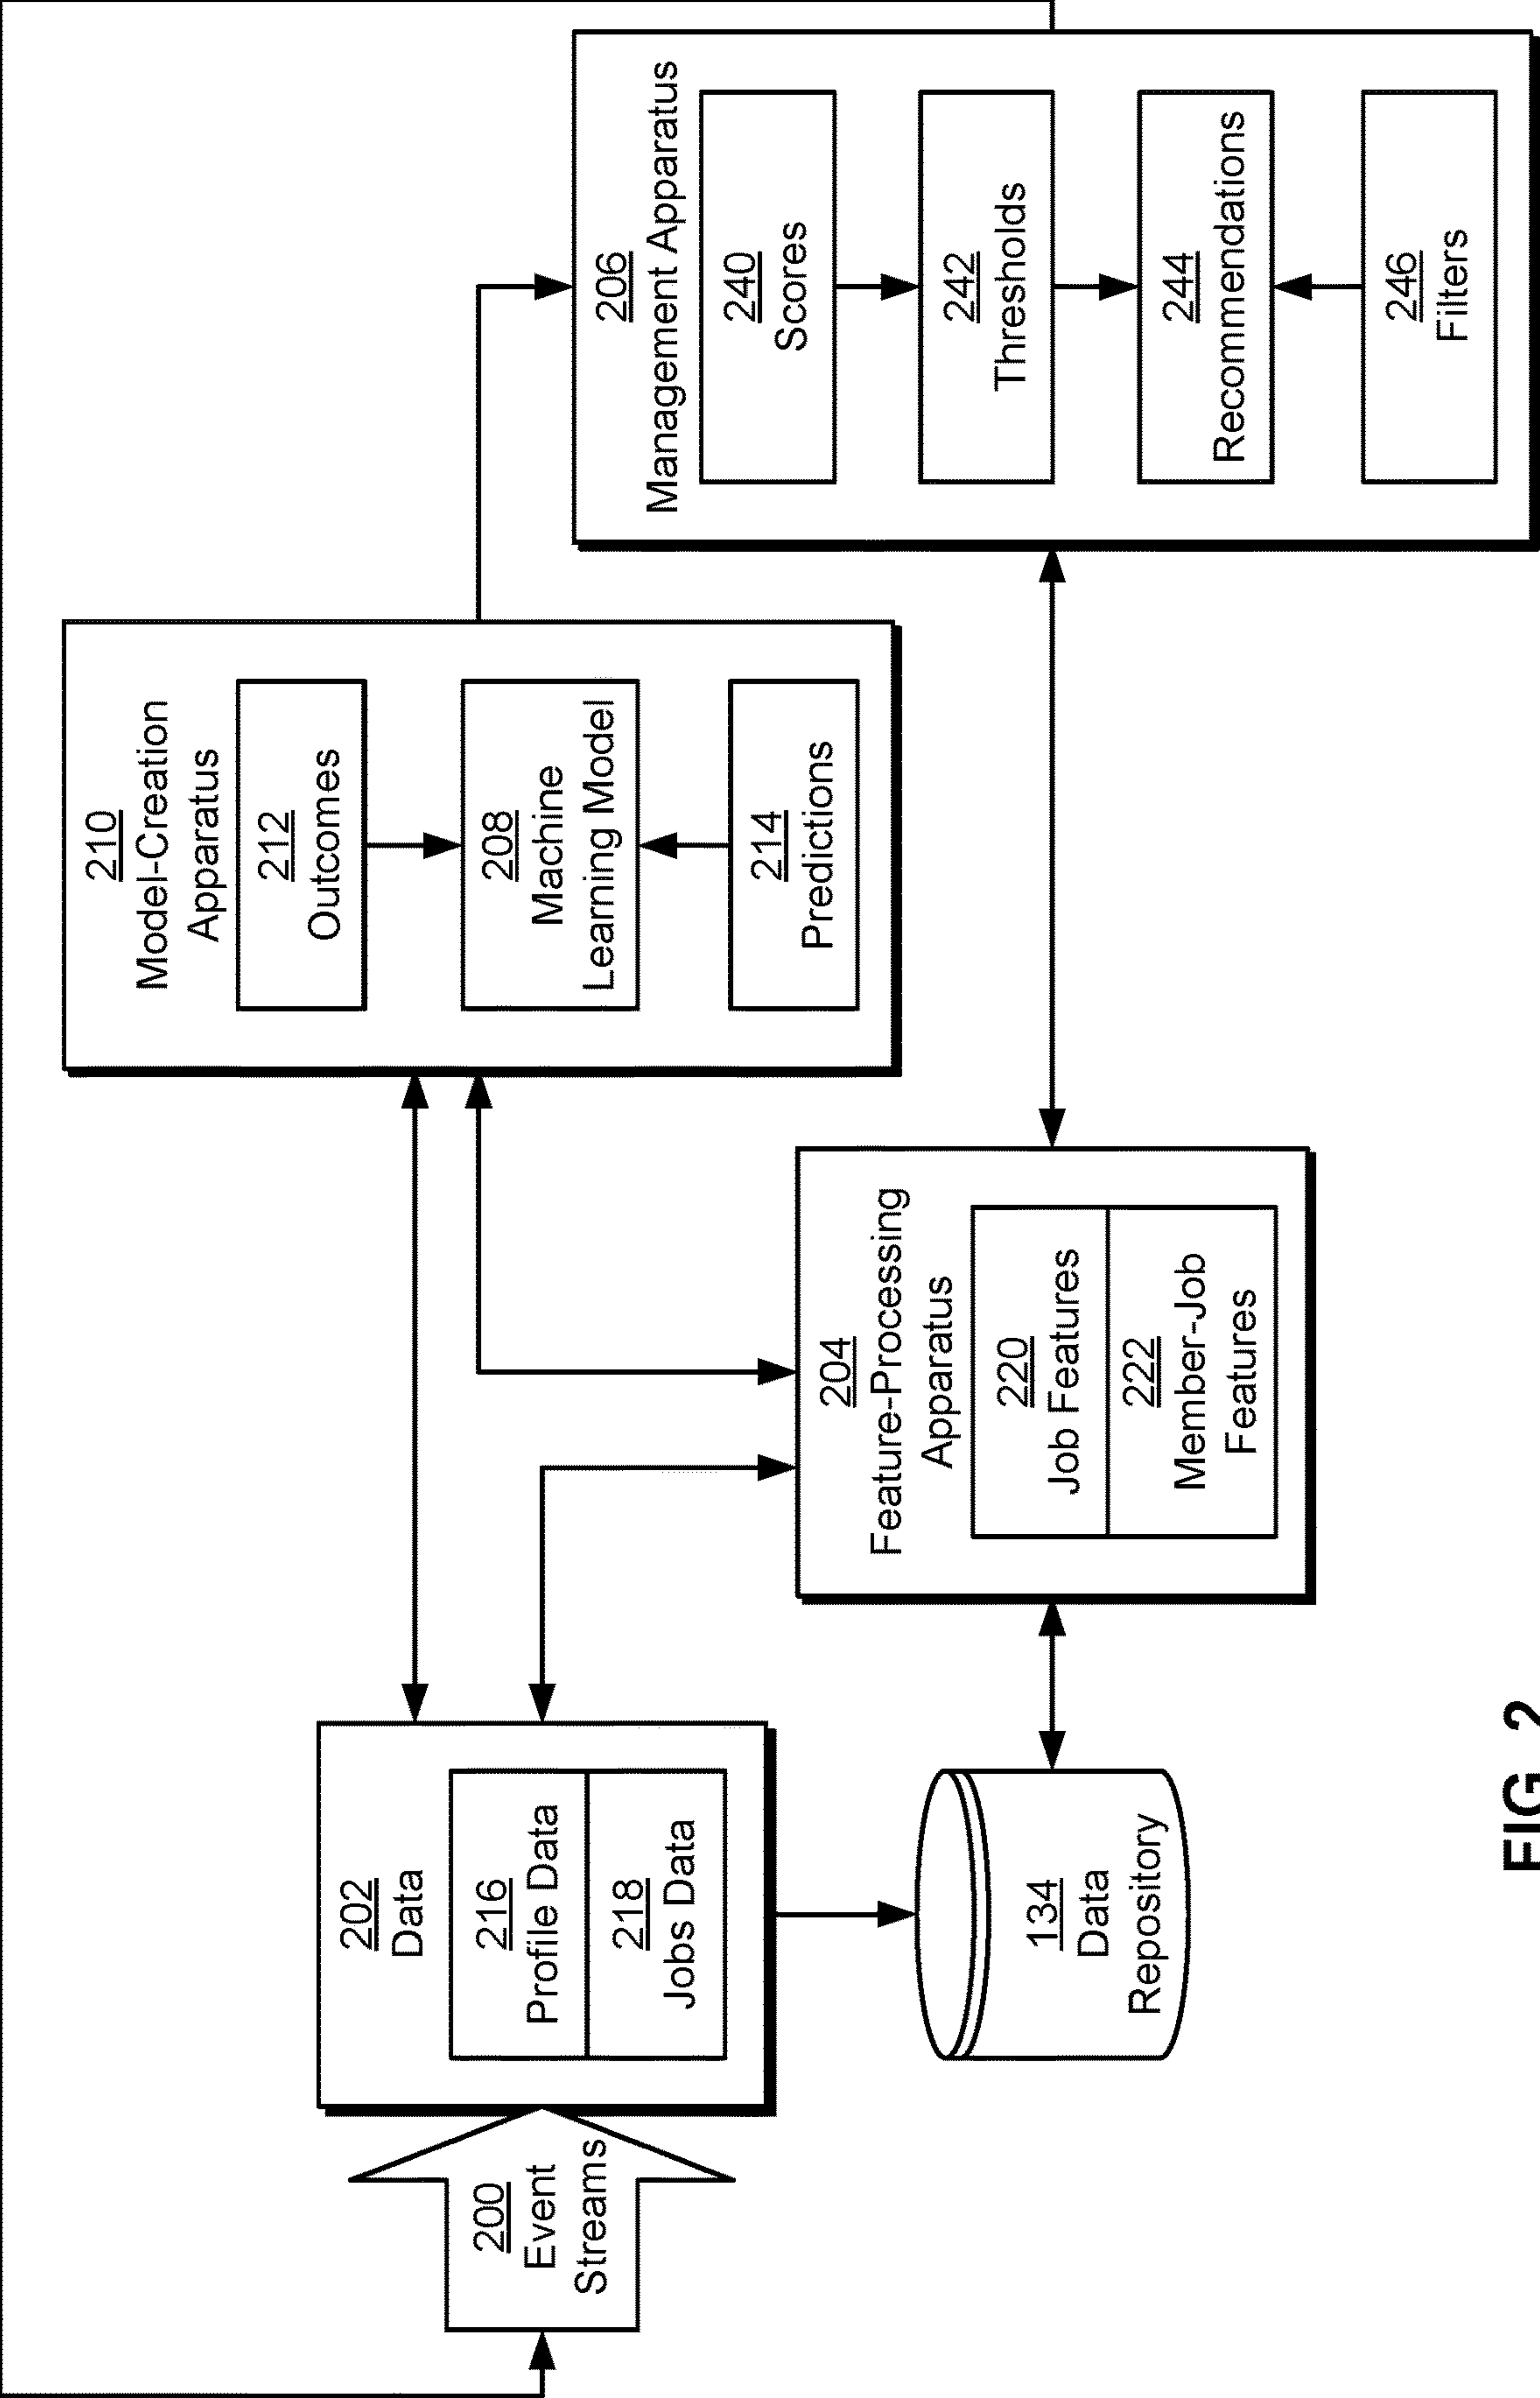 200
Event
Streams
202
Data
216
Profile Data
218
Jobs Data
134
Data
Repository
204
Feature-Processing
Apparatus
220
Job Features
222
Member-Job
Features
210
Model-Creation
Apparatus
212
Outcomes
208
Machine
Learning Model
214
Predictions
206
Management Apparatus
240
Scores
242
Thresholds
244
Recommendations
246
Filters
FIG. 2